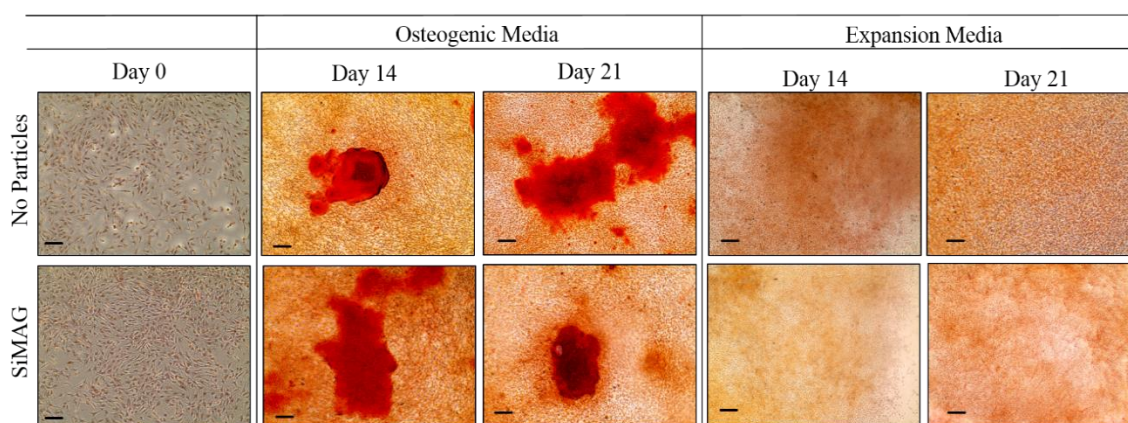 Osteogenic Media Expansion Media
Day 0 Day 14 Day 21 Day 14 Day 21
No Particles
SiMAG